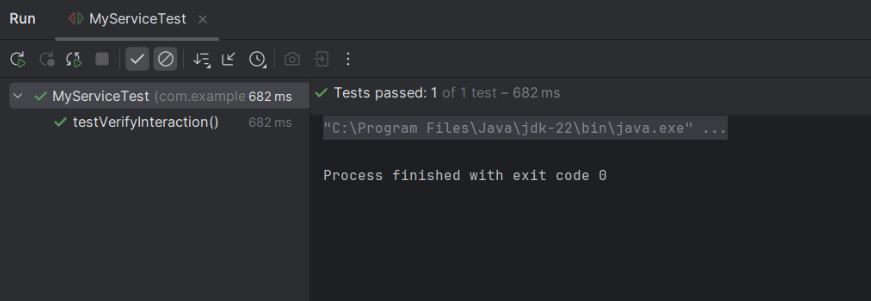 Run MyServiceTest
MyServiceTest (com.example 682 ms
testVerifyInteraction() 682 ms
Tests passed: 1 of 1 test – 682 ms
"C:\Program Files\Java\jdk-22\bin\java.exe" ...
Process finished with exit code 0